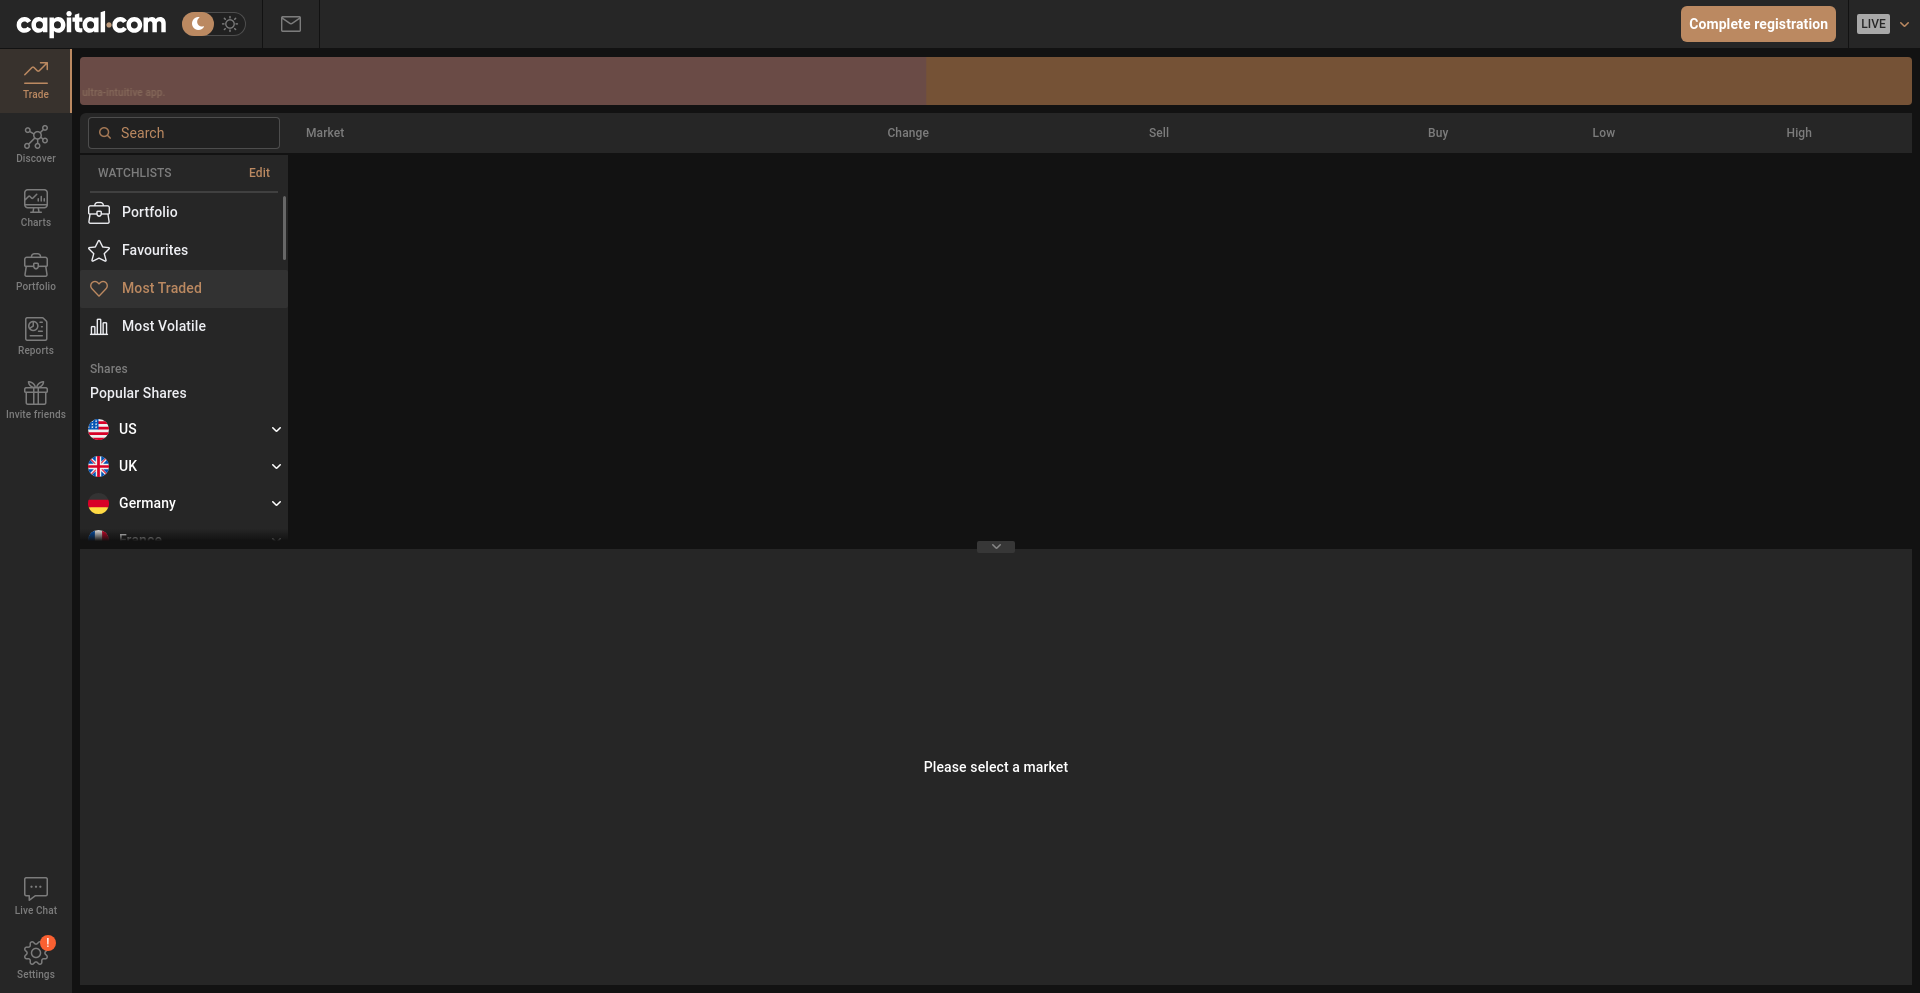 capital.com
Complete registration
LIVE
Trade
ultra-intuitive app.
Search
Market
Change
Sell
Buy
Low
High
Discover
WATCHLISTS
Edit
Portfolio
Charts
Favourites
Portfolio
Most Traded
Most Volatile
Reports
Shares
Popular Shares
Invite friends
US
UK
Germany
France
Please select a market
Live Chat
!
Settings